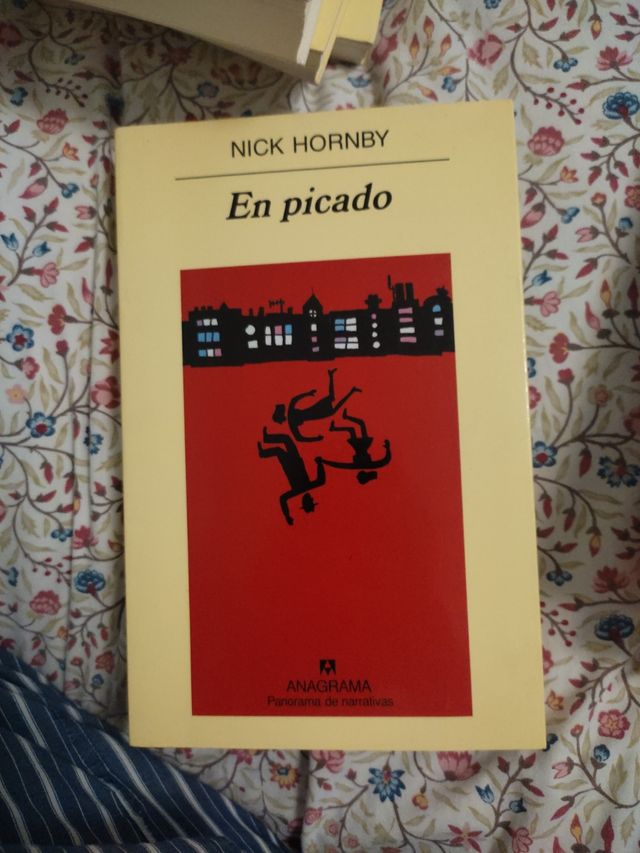 NICK HORNBY
En picado
ANAGRAMA
Panorama de narrativas